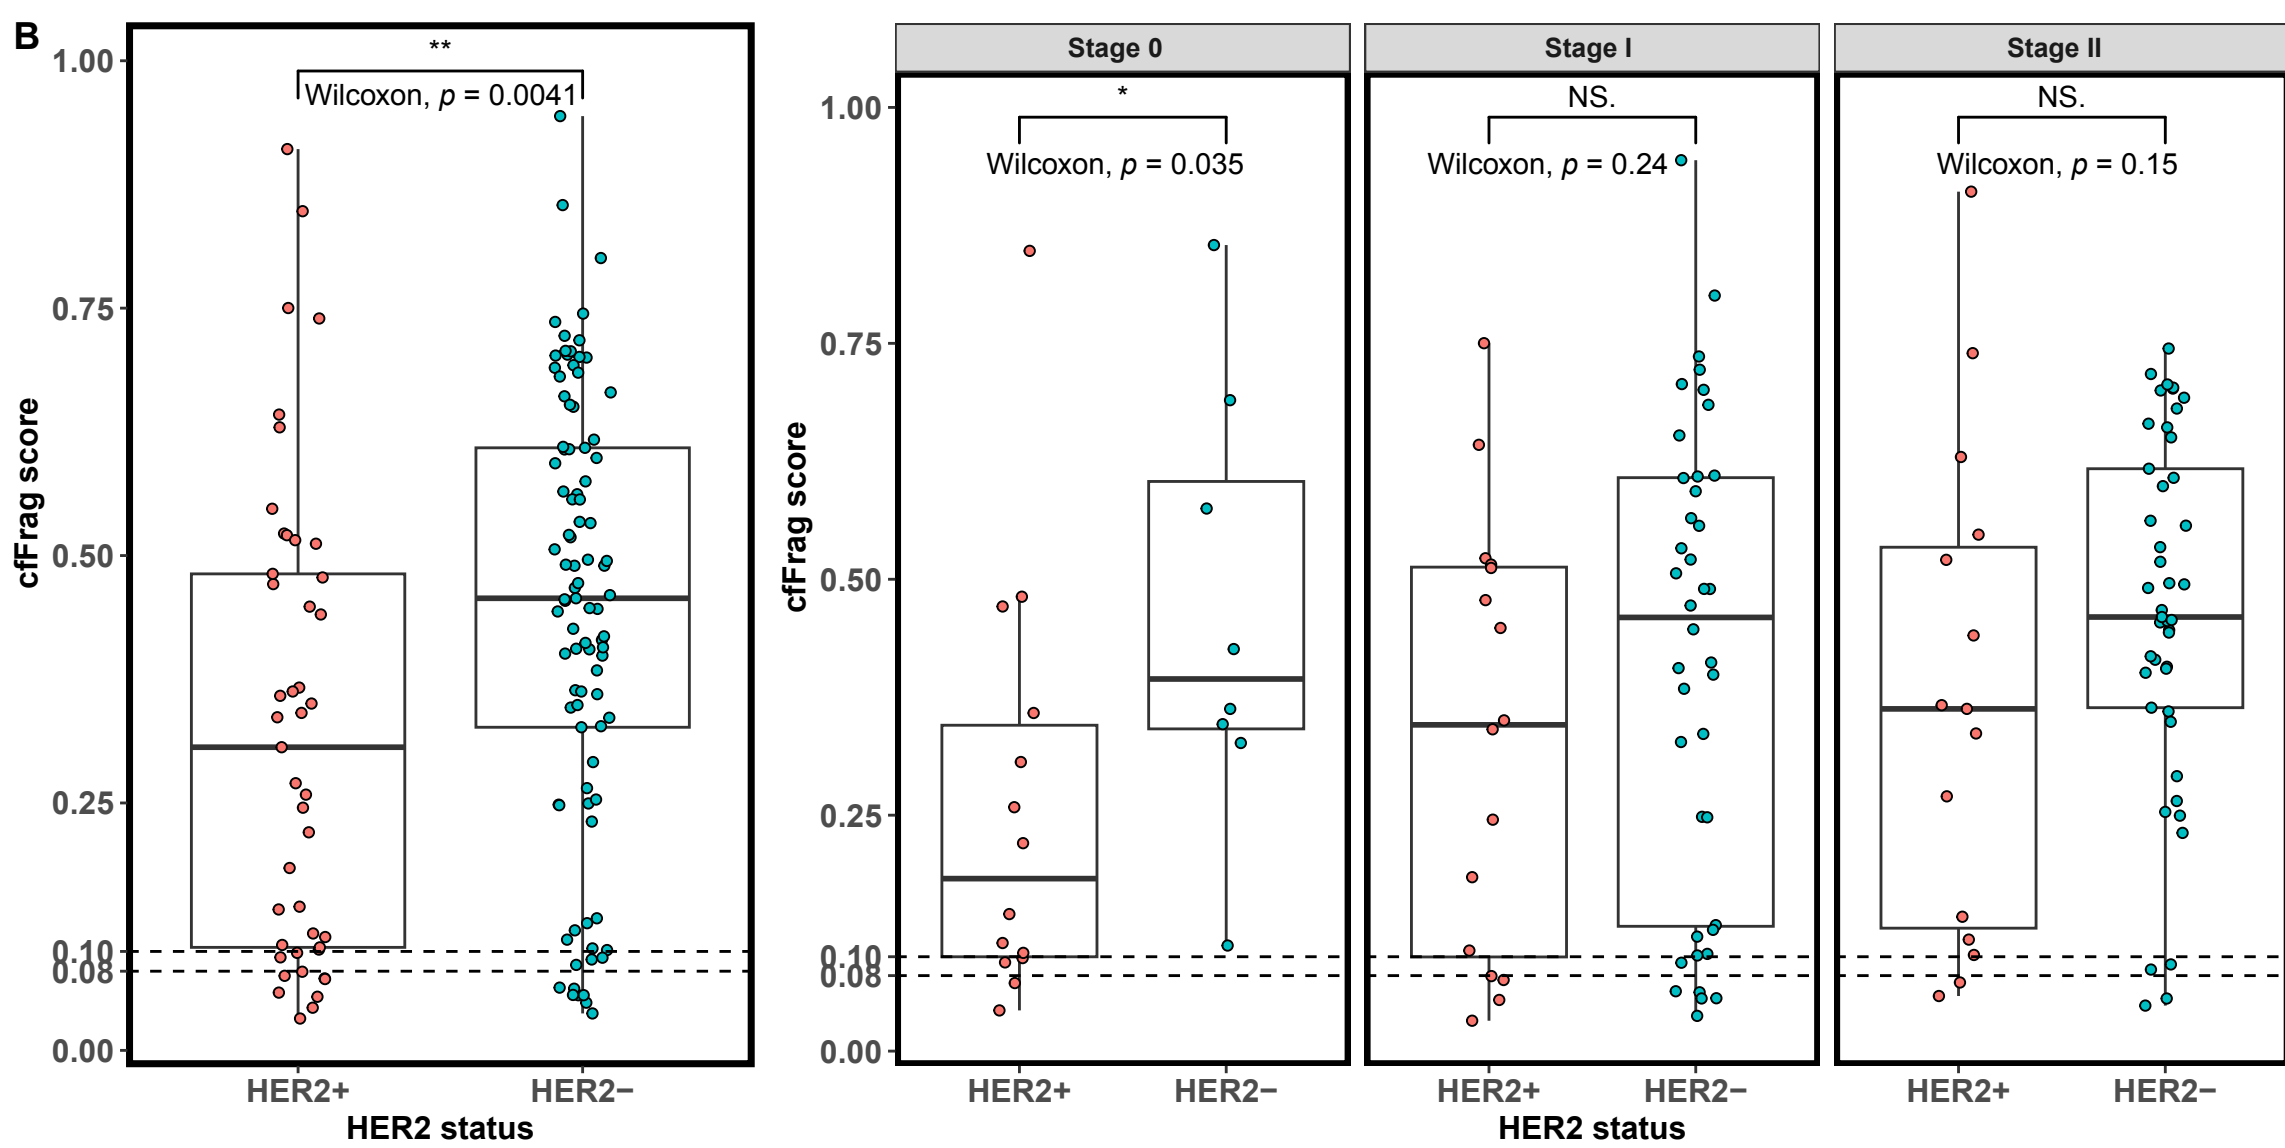 B
**
Wilcoxon, p = 0.0041
1.00
0.75
0.50
0.25
0.10
0.08
0.00
cfFrag score
HER2+ HER2−
HER2 status
Stage 0 Stage I Stage II
* NS. NS.
Wilcoxon, p = 0.035 Wilcoxon, p = 0.24 Wilcoxon, p = 0.15
1.00
0.75
0.50
0.25
0.10
0.08
0.00
cfFrag score
HER2+ HER2− HER2+ HER2− HER2+ HER2−
HER2 status